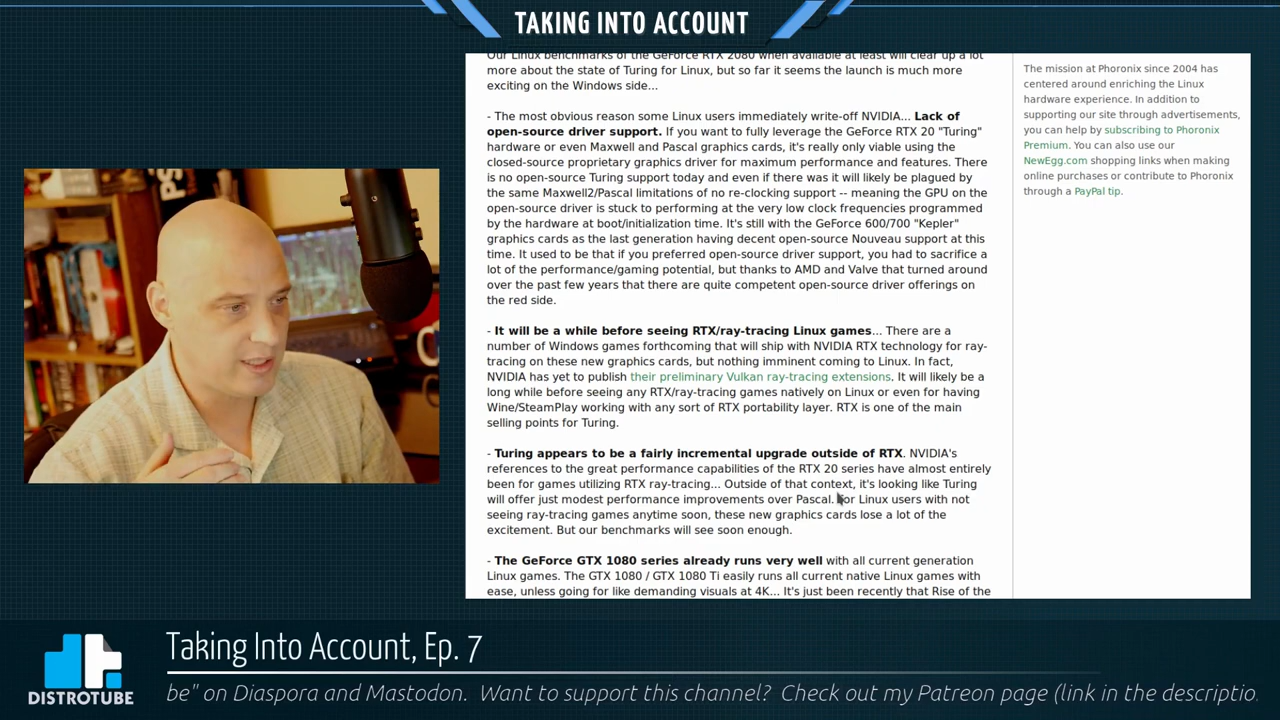 TAKING INTO ACCOUNT
Our Linux benchmarks of the GeForce RTX 2080 when available at least will clear up a lot
more about the state of Turing for Linux, but so far it seems the launch is much more
exciting on the Windows side...
- The most obvious reason some Linux users immediately write-off NVIDIA... Lack of
open-source driver support. If you want to fully leverage the GeForce RTX 20 "Turing"
hardware or even Maxwell and Pascal graphics cards, it's really only viable using the
closed-source proprietary graphics driver for maximum performance and features. There
is no open-source Turing support today and even if there was it will likely be plagued by
the same Maxwell2/Pascal limitations of no re-clocking support -- meaning the GPU on the
open-source driver is stuck to performing at the very low clock frequencies programmed
by the hardware at boot/initialization time. It's still with the GeForce 600/700 "Kepler"
graphics cards as the last generation having decent open-source Nouveau support at this
time. It used to be that if you preferred open-source driver support, you had to sacrifice a
lot of the performance/gaming potential, but thanks to AMD and Valve that turned around
over the past few years that there are quite competent open-source driver offerings on
the red side.
- It will be a while before seeing RTX/ray-tracing Linux games... There are a
number of Windows games forthcoming that will ship with NVIDIA RTX technology for ray-
tracing on these new graphics cards, but nothing imminent coming to Linux. In fact,
NVIDIA has yet to publish their preliminary Vulkan ray-tracing extensions. It will likely be a
long while before seeing any RTX/ray-tracing games natively on Linux or even for having
Wine/SteamPlay working with any sort of RTX portability layer. RTX is one of the main
selling points for Turing.
- Turing appears to be a fairly incremental upgrade outside of RTX. NVIDIA's
references to the great performance capabilities of the RTX 20 series have almost entirely
been for games utilizing RTX ray-tracing... Outside of that context, it's looking like Turing
will offer just modest performance improvements over Pascal. For Linux users with not
seeing ray-tracing games anytime soon, these new graphics cards lose a lot of the
excitement. But our benchmarks will see soon enough.
- The GeForce GTX 1080 series already runs very well with all current generation
Linux games. The GTX 1080 / GTX 1080 Ti easily runs all current native Linux games with
ease, unless going for like demanding visuals at 4K... It's just been recently that Rise of the
The mission at Phoronix since 2004 has
centered around enriching the Linux
hardware experience. In addition to
supporting our site through advertisements,
you can help by subscribing to Phoronix
Premium. You can also use our
NewEgg.com shopping links when making
online purchases or contribute to Phoronix
through a PayPal tip.
Taking Into Account, Ep. 7
DISTROTUBE
be" on Diaspora and Mastodon. Want to support this channel? Check out my Patreon page (link in the descriptio